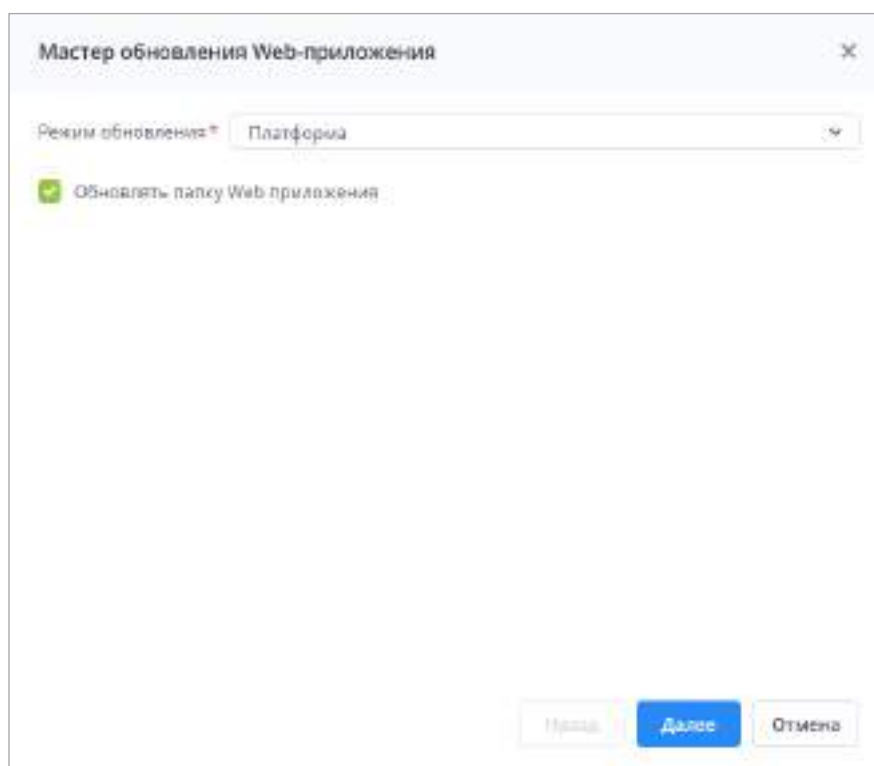 Мастер обновления Web-приложения
Режим обновления* Платформа
Обновлять папку Web приложения
Назад Далее Отмена